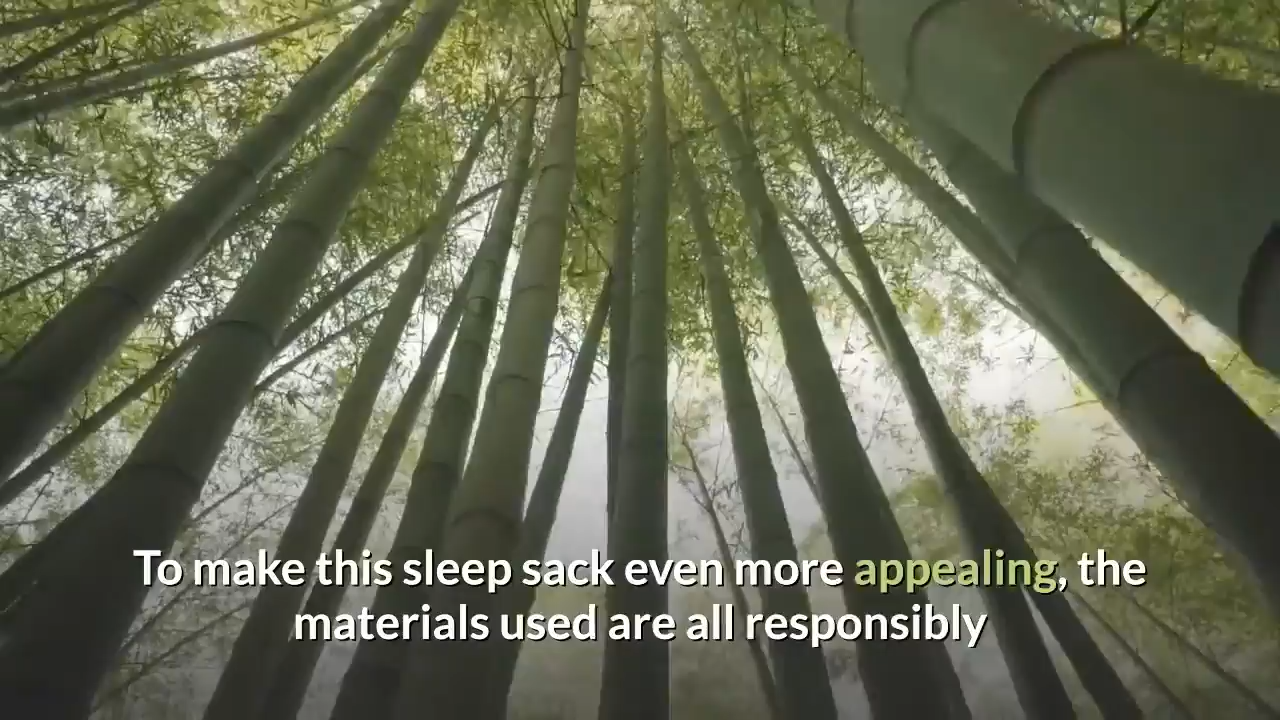 To make this sleep sack even more appealing, the
materials used are all responsibly